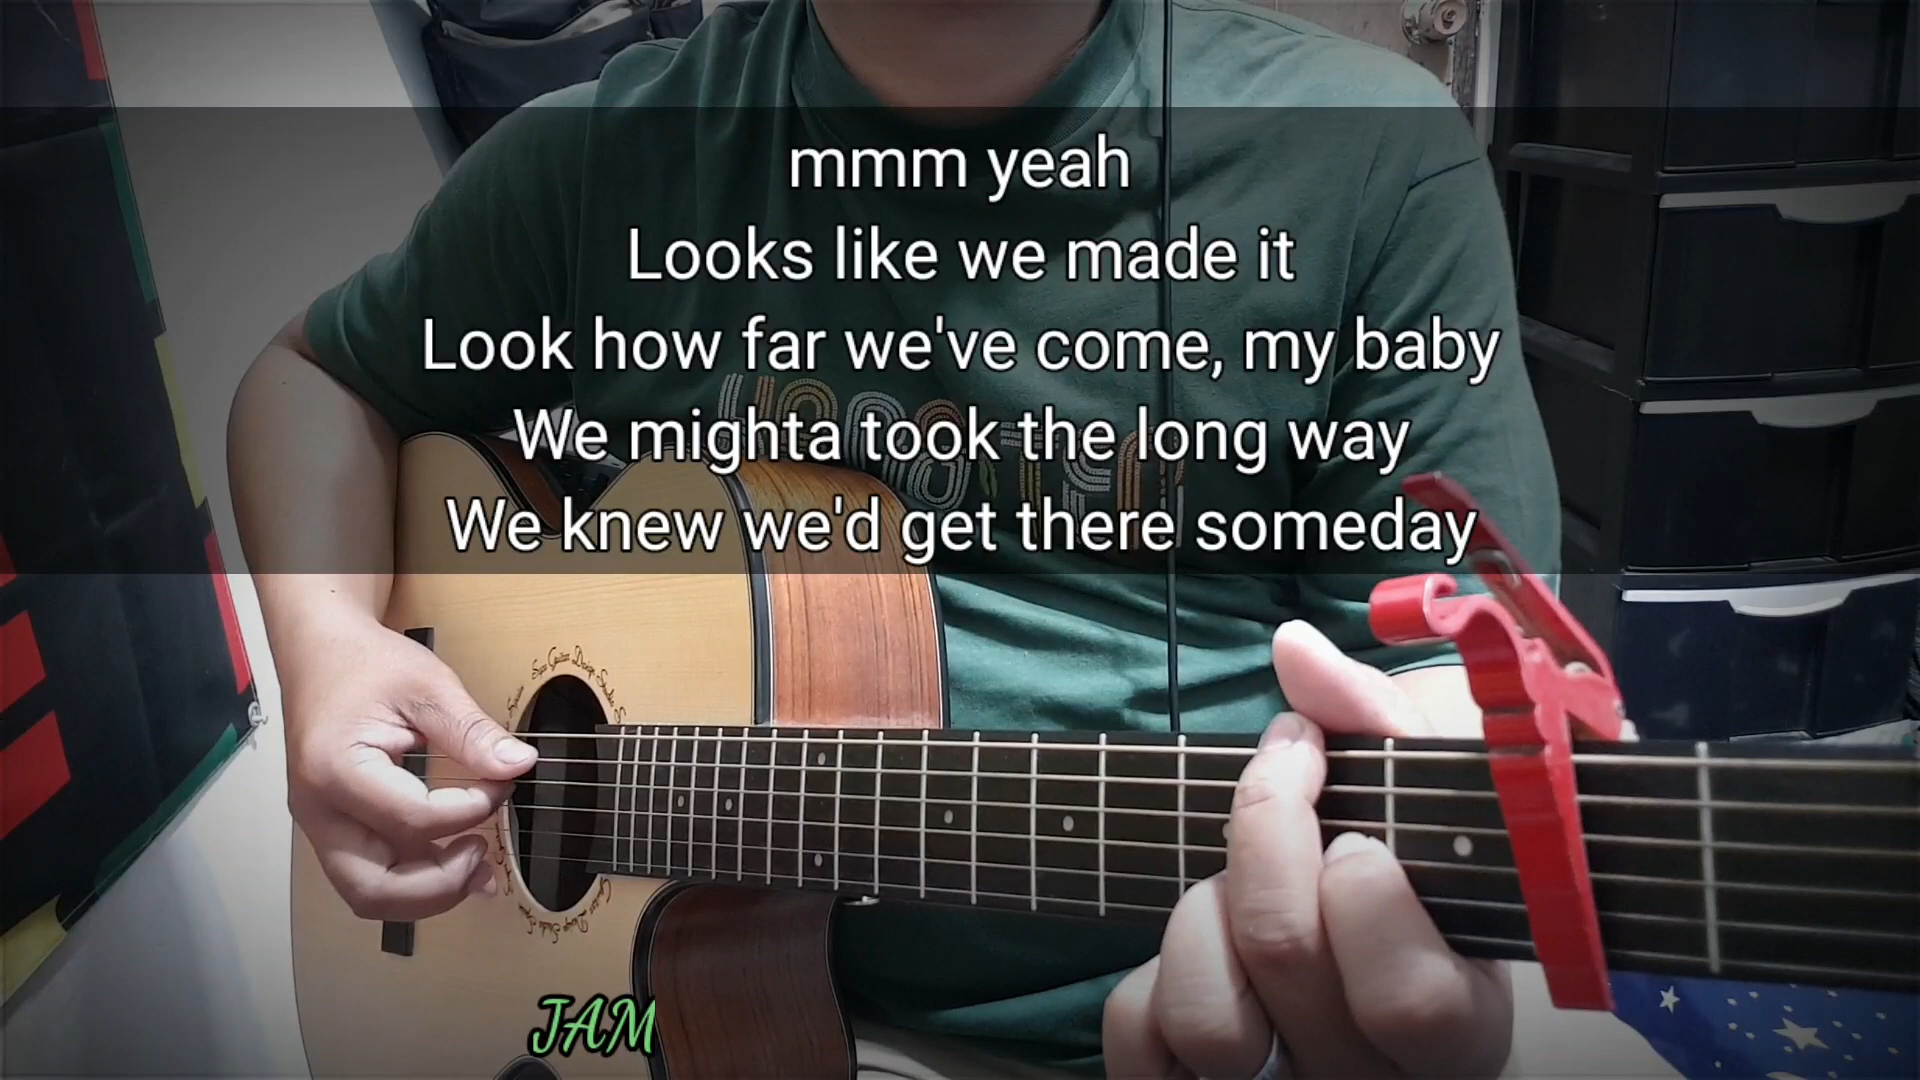 mmm yeah
Looks like we made it
Look how far we've come, my baby
We mighta took the long way
We knew we'd get there someday
JAM